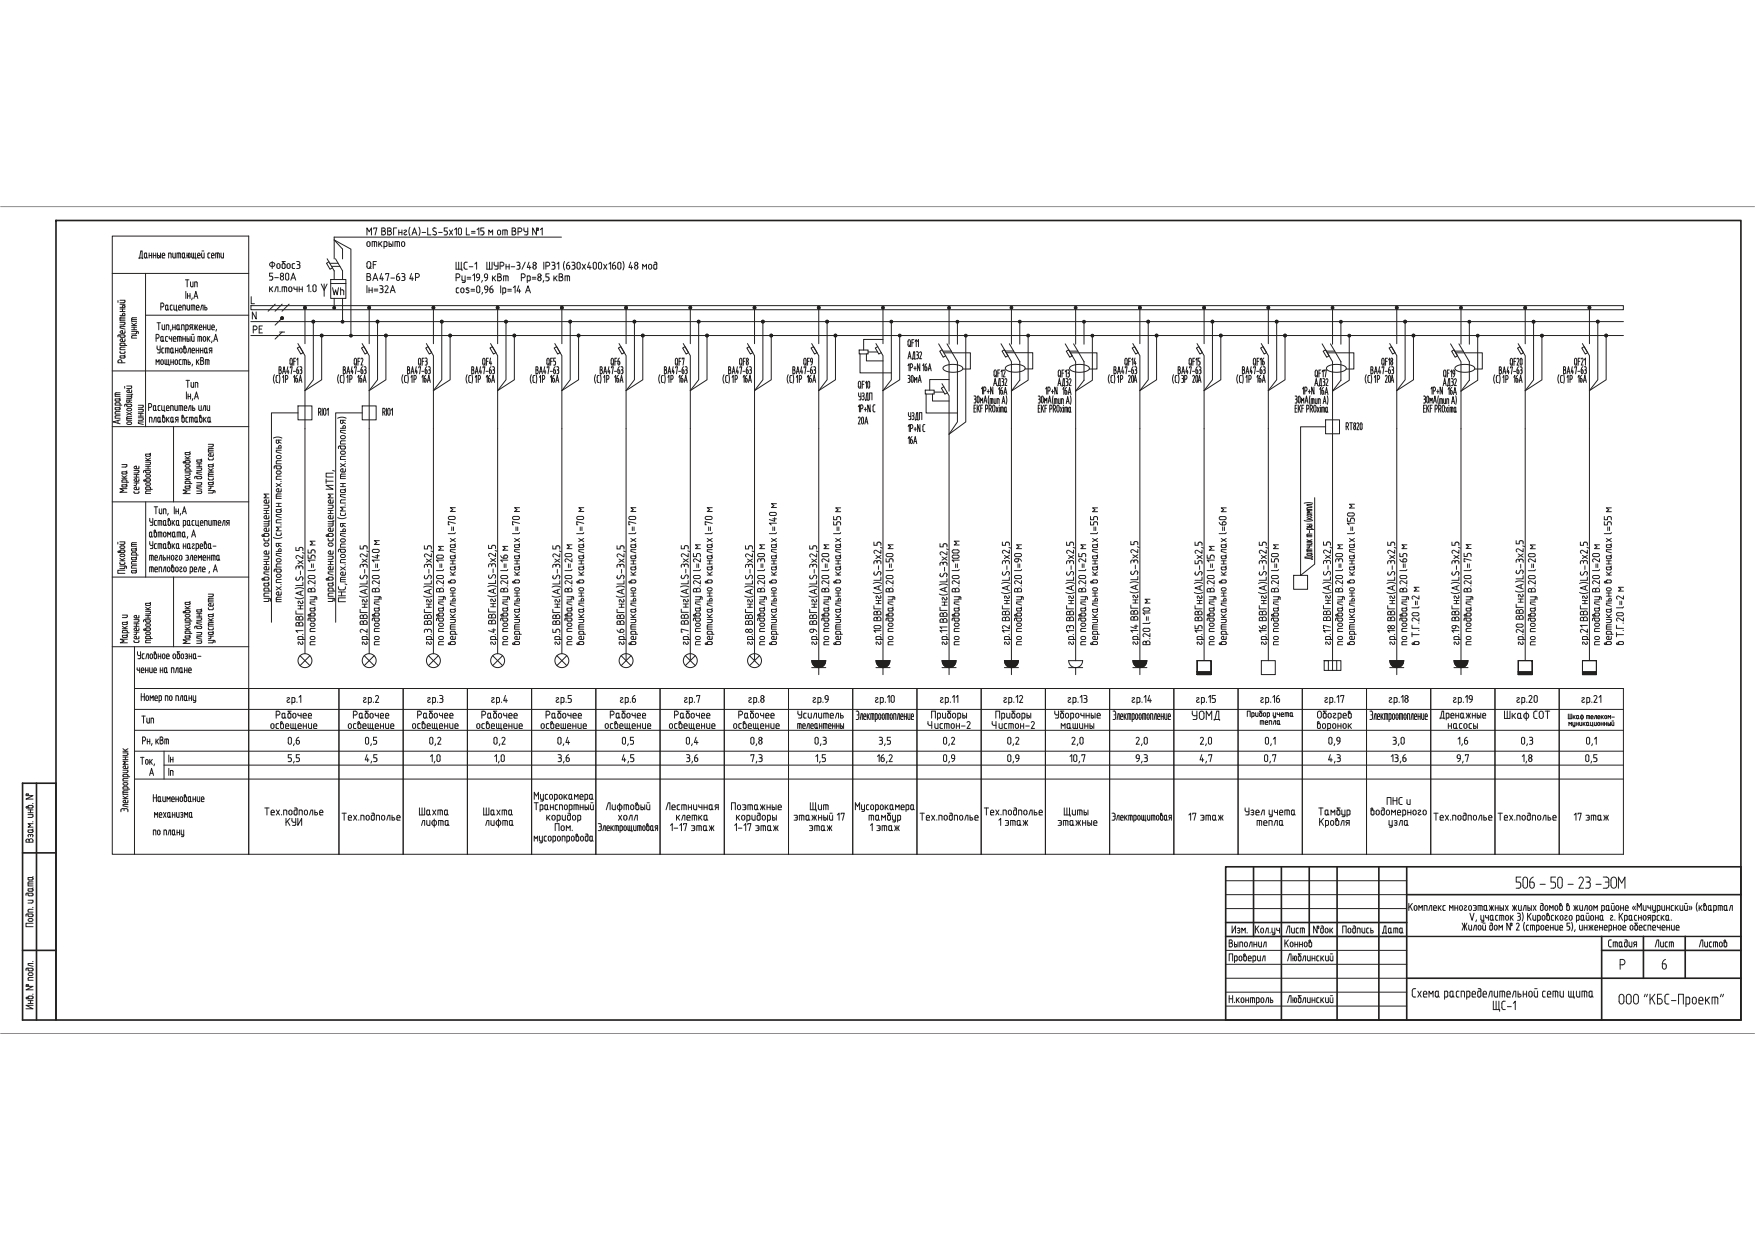 М7 ВВГнг(А)-LS-5х10 L=15 м от ВРУ №1
открыто
Данные питающей сети
Фобос3
5-80А
кл.точн 1.0
Wh
QF
ВА47-63 4Р
Iн=32А
ЩС-1 ШУРн-3/48 IP31 (630х400х160) 48 мод
Ру=19,9 кВт Рр=8,5 кВт
cos=0,96 Iр=14 А
L
N
PE
Распределительный
пункт
Тип
Iн,А
Расцепитель
Тип,напряжение,
Расчетный ток,А
Установленная
мощность, кВт
Аппарат
отходящей
линии
Тип
Iн,А
Расцепитель или
плавкая вставка
Марка и
сечение
проводника
Маркировка
или длина
участка сети
Пусковой
аппарат
Тип, Iн,А
Уставка расцепителя
автомата, А
Уставка нагрева-
тельного элемента
теплового реле , А
Марка и
сечение
проводника
Маркировка
или длина
участка сети
Условное обозна-
чение на плане
QF1
ВА47-63
(С) 1Р 16А
QF2
ВА47-63
(С) 1Р 16А
QF3
ВА47-63
(С) 1Р 16А
QF4
ВА47-63
(С) 1Р 16А
QF5
ВА47-63
(С) 1Р 16А
QF6
ВА47-63
(С) 1Р 16А
QF7
ВА47-63
(С) 1Р 16А
QF8
ВА47-63
(С) 1Р 16А
QF9
ВА47-63
(С) 1Р 16А
QF10
УЗДП
1Р+N C
20А
QF11
АД32
1Р+N 16А
30мА
УЗДП
1Р+N C
16А
QF12
АД32
1Р+N 16А
30мА(тип А)
EKF PROxima
QF13
АД32
1Р+N 16А
30мА(тип А)
EKF PROxima
QF14
ВА47-63
(С) 1Р 20А
QF15
ВА47-63
(С) 3Р 20А
QF16
ВА47-63
(С) 1Р 16А
QF17
АД32
1Р+N 16А
30мА(тип А)
EKF PROxima
QF18
ВА47-63
(С) 1Р 20А
QF19
АД32
1Р+N 16А
30мА(тип А)
EKF PROxima
QF20
ВА47-63
(С) 1Р 16А
QF21
ВА47-63
(С) 1Р 16А
RI01
RI01
RT820
управление освещением
тех.подполья (см.план тех.подполья)
гр.1 ВВГнг(А)LS-3х2,5
по подвалу В.20 l=155 м
управление освещением ИТП,
ПНС,тех.подполья (см.план тех.подполья)
гр.2 ВВГнг(А)LS-3х2,5
по подвалу В.20 l=140 м
гр.3 ВВГнг(А)LS-3х2,5
по подвалу В.20 l=10 м
вертикально в каналах l=70 м
гр.4 ВВГнг(А)LS-3х2,5
по подвалу В.20 l=16 м
вертикально в каналах l=70 м
гр.5 ВВГнг(А)LS-3х2,5
по подвалу В.20 l=20 м
вертикально в каналах l=70 м
гр.6 ВВГнг(А)LS-3х2,5
вертикально в каналах l=70 м
гр.7 ВВГнг(А)LS-3х2,5
по подвалу В.20 l=25 м
вертикально в каналах l=70 м
гр.8 ВВГнг(А)LS-3х2,5
по подвалу В.20 l=30 м
вертикально в каналах l=140 м
гр.9 ВВГнг(А)LS-3х2,5
по подвалу В.20 l=20 м
вертикально в каналах l=55 м
гр.10 ВВГнг(А)LS-3х2,5
по подвалу В.20 l=50 м
гр.11 ВВГнг(А)LS-3х2,5
по подвалу В.20 l=100 м
гр.12 ВВГнг(А)LS-3х2,5
по подвалу В.20 l=90 м
гр.13 ВВГнг(А)LS-3х2,5
по подвалу В.20 l=25 м
вертикально в каналах l=55 м
гр.14 ВВГнг(А)LS-3х2,5
В.20 l=10 м
гр.15 ВВГнг(А)LS-5х2,5
по подвалу В.20 l=15 м
вертикально в каналах l=60 м
гр.16 ВВГнг(А)LS-3х2,5
по подвалу В.20 l=50 м
Датчик т-ры (компл)
гр.17 ВВГнг(А)LS-3х2,5
по подвалу В.20 l=30 м
вертикально в каналах l=150 м
гр.18 ВВГнг(А)LS-3х2,5
по подвалу В.20 l=65 м
в Т.Г.20 l=2 м
гр.19 ВВГнг(А)LS-3х2,5
по подвалу В.20 l=75 м
гр.20 ВВГнг(А)LS-3х2,5
по подвалу В.20 l=20 м
гр.21 ВВГнг(А)LS-3х2,5
по подвалу В.20 l=20 м
вертикально в каналах l=55 м
в Т.Г.20 l=2 м
Электроприемник
Номер по плану гр.1 гр.2 гр.3 гр.4 гр.5 гр.6 гр.7 гр.8 гр.9 гр.10 гр.11 гр.12 гр.13 гр.14 гр.15 гр.16 гр.17 гр.18 гр.19 гр.20 гр.21
Тип
Рабочее
освещение
Рабочее
освещение
Рабочее
освещение
Рабочее
освещение
Рабочее
освещение
Рабочее
освещение
Рабочее
освещение
Рабочее
освещение
Усилитель
телеантенны
Электроотопление
Приборы
Чистон-2
Приборы
Чистон-2
Уборочные
машины
Электроотопление
УОМД
Прибор учета
тепла
Обогрев
воронок
Электроотопление
Дренажные
насосы
Шкаф СОТ
Шкаф телеком-
муникационный
Рн, кВт 0,6 0,5 0,2 0,2 0,4 0,5 0,4 0,8 0,3 3,5 0,2 0,2 2,0 2,0 2,0 0,1 0,9 3,0 1,6 0,3 0,1
Ток, Iн 5,5 4,5 1,0 1,0 3,6 4,5 3,6 7,3 1,5 16,2 0,9 0,9 10,7 9,3 4,7 0,7 4,3 13,6 9,7 1,8 0,5
А Iп
Наименование
механизма
по плану
Тех.подполье
КУИ
Тех.подполье
Шахта
лифта
Шахта
лифта
Мусорокамера
Транспортный
коридор
Пом.
мусоропровода
Лифтовый
холл
Электрощитовая
Лестничная
клетка
1-17 этаж
Поэтажные
коридоры
1-17 этаж
Щит
этажный 17
этаж
Мусорокамера
тамбур
1 этаж
Тех.подполье
Тех.подполье
1 этаж
Щиты
этажные
Электрощитовая
17 этаж
Узел учета
тепла
Тамбур
Кровля
ПНС и
водомерного
узла
Тех.подполье
Тех.подполье
17 этаж
Взам. инв. №
Подп. и дата
Инв. № подл.
506 - 50 - 23 -ЭОМ
Комплекс многоэтажных жилых домов в жилом районе «Мичуринский» (квартал
V, участок 3) Кировского района г. Красноярска.
Жилой дом № 2 (строение 5), инженерное обеспечение
Изм. Кол.уч Лист №док Подпись Дата
Выполнил Коннов
Проверил Люблинский
Н.контроль Люблинский
Стадия Лист Листов
Р 6
Схема распределительной сети щита
ЩС-1
ООО "КБС-Проект"